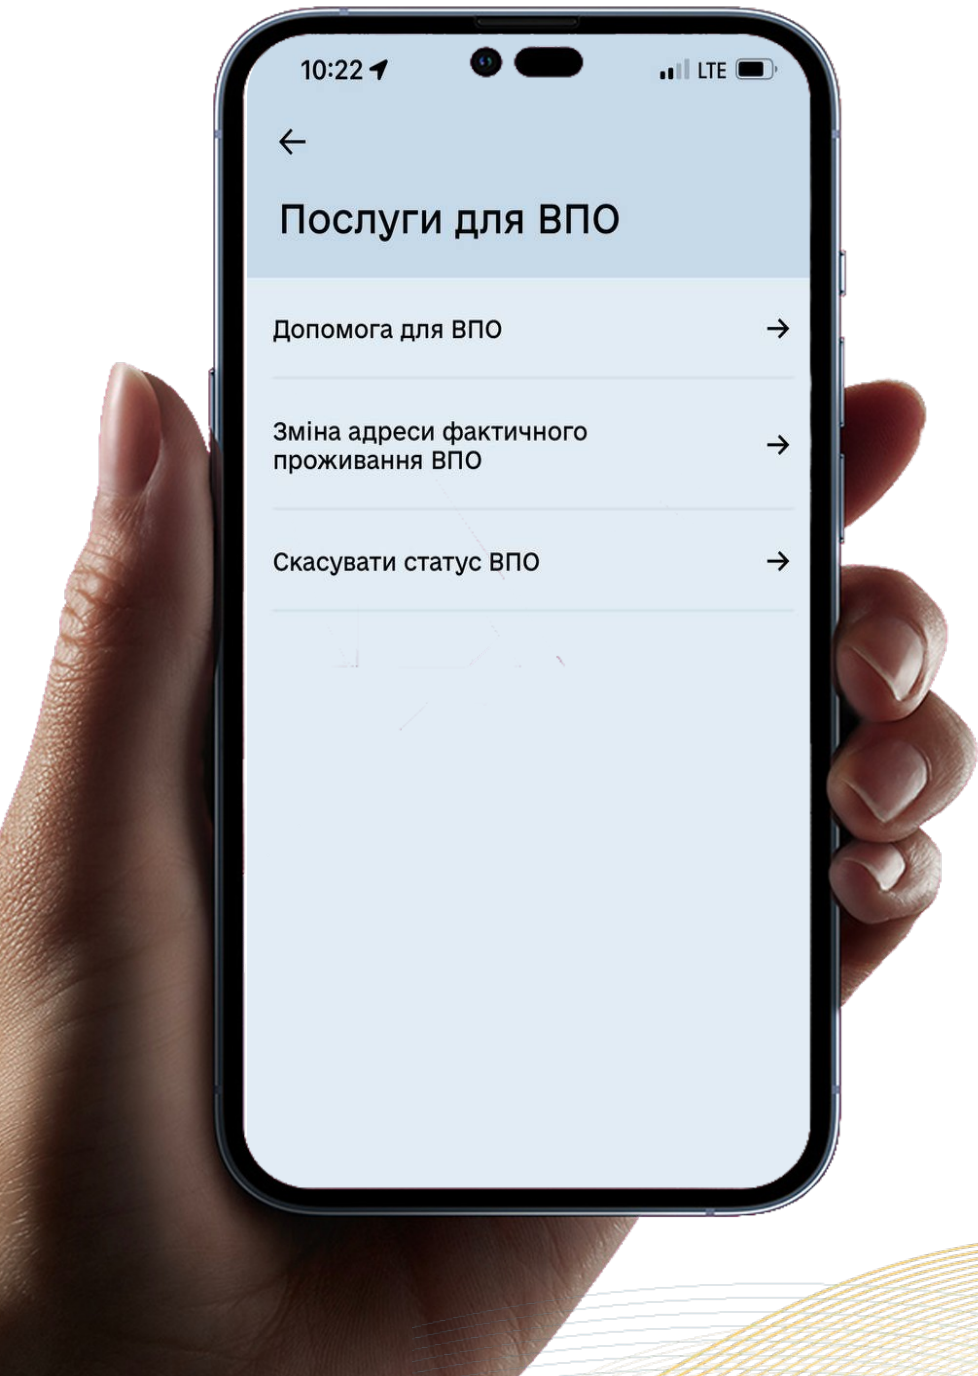 10:22
LTE
Послуги для ВПО
Допомога для ВПО
Зміна адреси фактичного
проживання ВПО
Скасувати статус ВПО